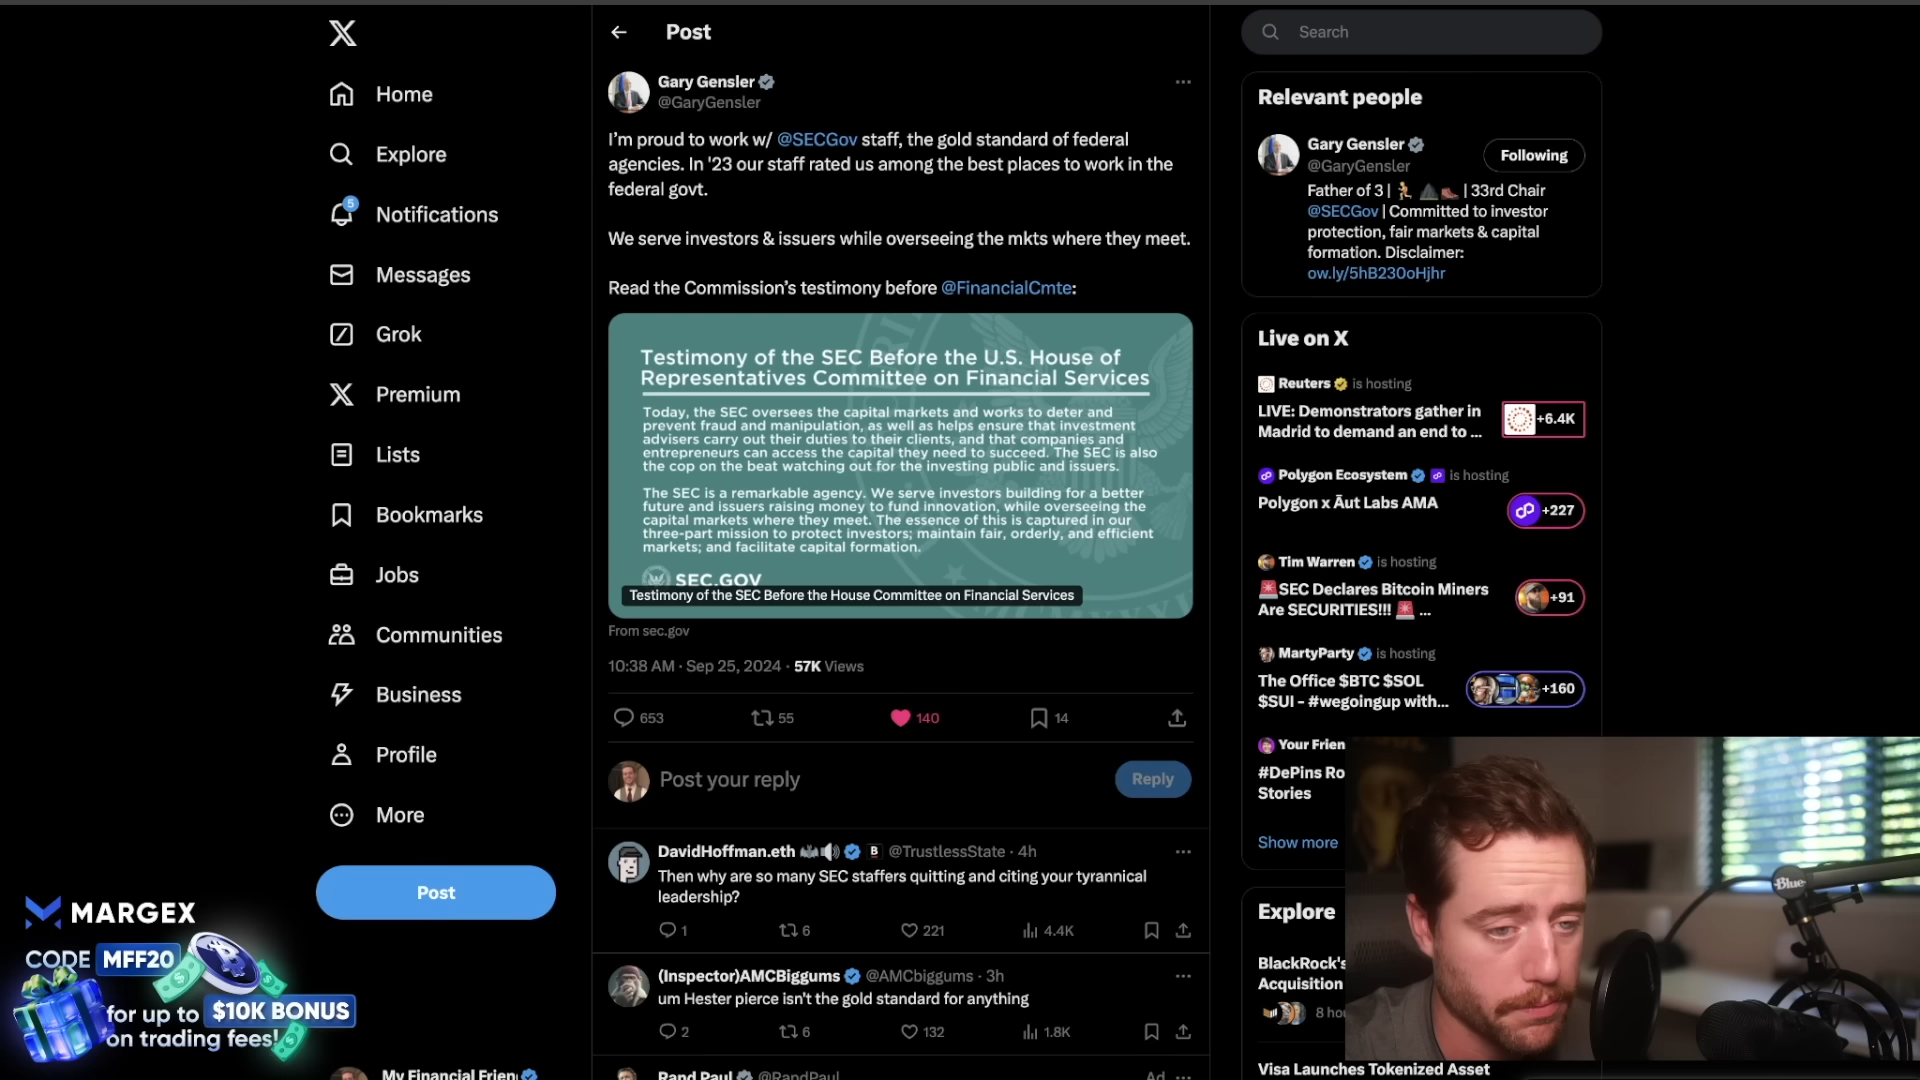 Home
Explore
5
Notifications
Messages
Grok
Premium
Lists
Bookmarks
Jobs
Communities
Business
Profile
More
Post
MARGEX
CODE MFF20
for up to $10K BONUS
on trading fees!
My Financial Frien
Post
Gary Gensler
@GaryGensler
I'm proud to work w/ @SECGov staff, the gold standard of federal
agencies. In '23 our staff rated us among the best places to work in the
federal govt.
We serve investors & issuers while overseeing the mkts where they meet.
Read the Commission's testimony before @FinancialCmte:
Testimony of the SEC Before the U.S. House of
Representatives Committee on Financial Services
Today, the SEC oversees the capital markets and works to deter and
prevent fraud and manipulation, as well as helps ensure that investment
advisers carry out their duties to their clients, and that companies and
entrepreneurs can access the capital they need to succeed. The SEC is also
the cop on the beat watching out for the investing public and issuers.
The SEC is a remarkable agency. We serve investors building for a better
future and issuers raising money to fund innovation, while overseeing the
capital markets where they meet. The essence of this is captured in our
three-part mission to protect investors; maintain fair, orderly, and efficient
markets; and facilitate capital formation.
SEC.GOV
Testimony of the SEC Before the House Committee on Financial Services
From sec.gov
10:38 AM · Sep 25, 2024 · 57K Views
653 55 140 14
Post your reply
Reply
DavidHoffman.eth B @TrustlessState · 4h
Then why are so many SEC staffers quitting and citing your tyrannical
leadership?
1 6 221 4.4K
(Inspector)AMCBiggums @AMCbiggums · 3h
um Hester pierce isn't the gold standard for anything
2 6 132 1.8K
Rand Paul @RandPaul Ad
Search
Relevant people
Gary Gensler
@GaryGensler
Following
Father of 3 | | 33rd Chair
@SECGov | Committed to investor
protection, fair markets & capital
formation. Disclaimer:
ow.ly/5hB230oHjhr
Live on X
Reuters is hosting
LIVE: Demonstrators gather in
Madrid to demand an end to ...
+6.4K
Polygon Ecosystem is hosting
Polygon x Āut Labs AMA
+227
Tim Warren is hosting
SEC Declares Bitcoin Miners
Are SECURITIES!!! ...
+91
MartyParty is hosting
The Office $BTC $SOL
$SUI - #wegoingup with...
+160
Your Frien
#DePins Ro
Stories
Show more
Explore
BlackRock's
Acquisition
8 hou
Visa Launches Tokenized Asset
Blue